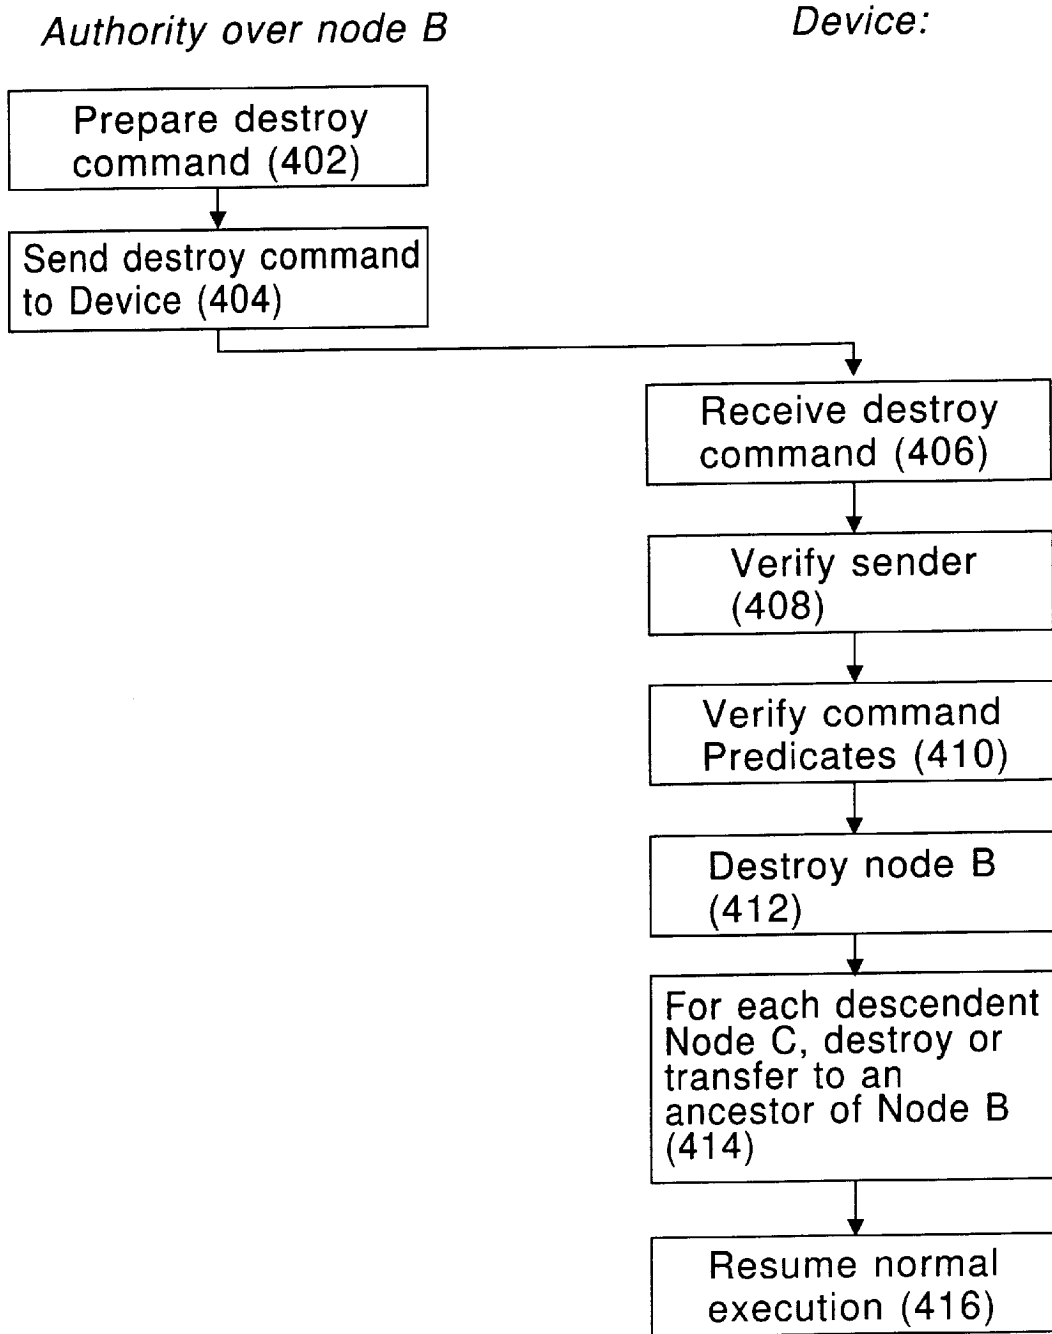 Authority over node B
Device:
Prepare destroy
command (402)
Send destroy command
to Device (404)
Receive destroy
command (406)
Verify sender
(408)
Verify command
Predicates (410)
Destroy node B
(412)
For each descendent
Node C, destroy or
transfer to an
ancestor of Node B
(414)
Resume normal
execution (416)